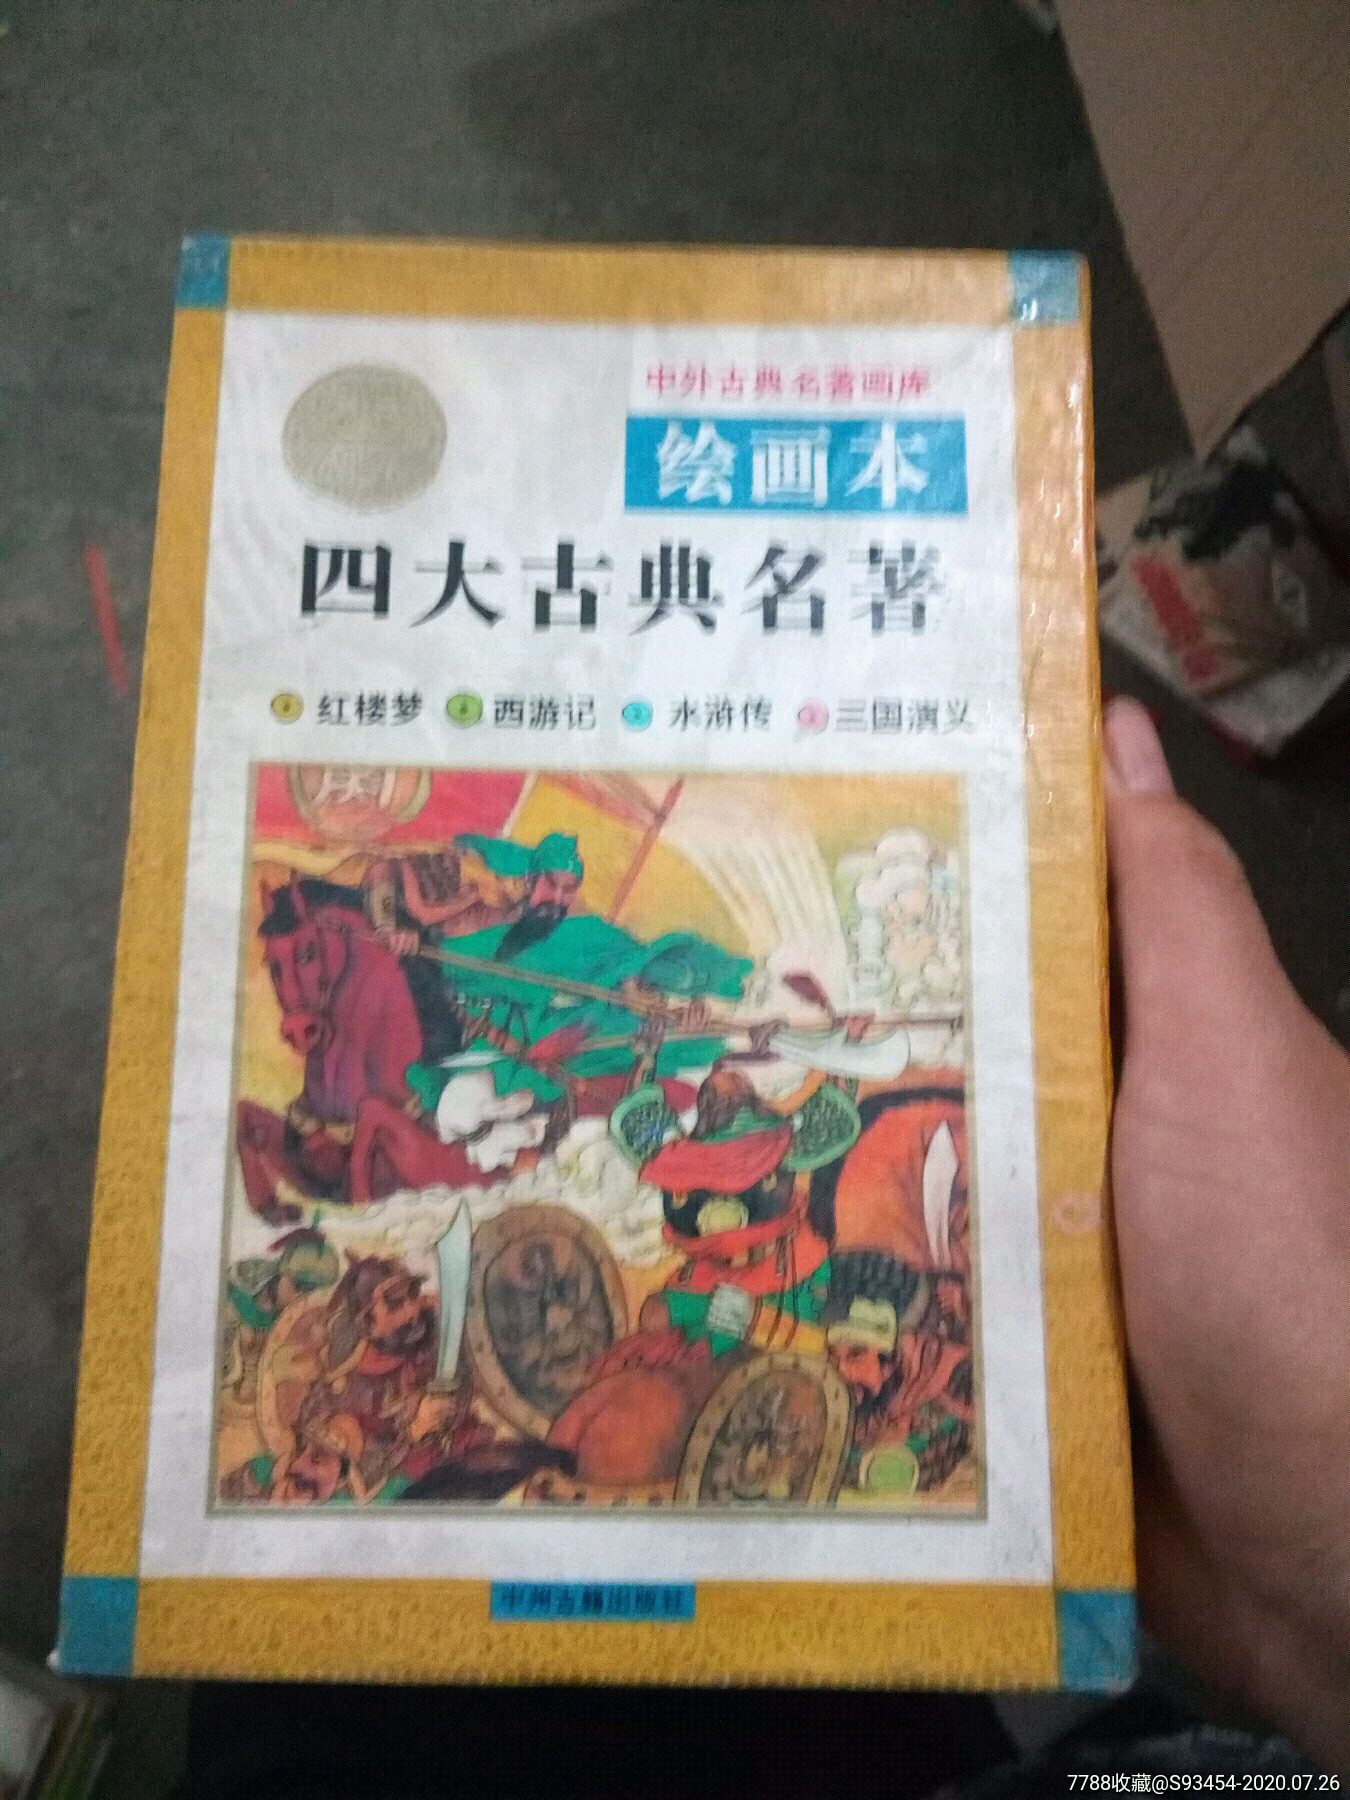 中外古典名著画库
绘画本
四大古典名著
红楼梦 西游记 水浒传 三国演义
中州古籍出版社
7788收藏@S93454-2020.07.26